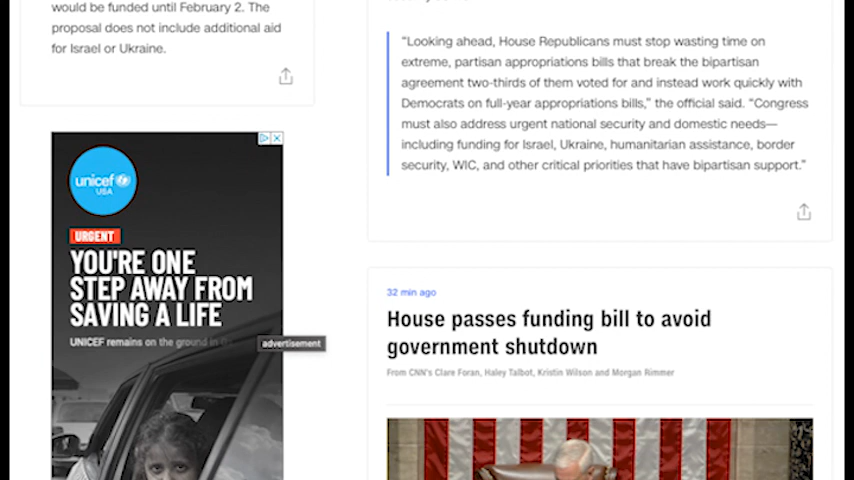 would be funded until February 2. The
proposal does not include additional aid
for Israel or Ukraine.
unicef
USA
URGENT
YOU'RE ONE
STEP AWAY FROM
SAVING A LIFE
UNICEF remains on the ground in
advertisement
“Looking ahead, House Republicans must stop wasting time on
extreme, partisan appropriations bills that break the bipartisan
agreement two-thirds of them voted for and instead work quickly with
Democrats on full-year appropriations bills,” the official said. “Congress
must also address urgent national security and domestic needs—
including funding for Israel, Ukraine, humanitarian assistance, border
security, WIC, and other critical priorities that have bipartisan support.”
32 min ago
House passes funding bill to avoid
government shutdown
From CNN's Clare Foran, Haley Talbot, Kristin Wilson and Morgan Rimmer